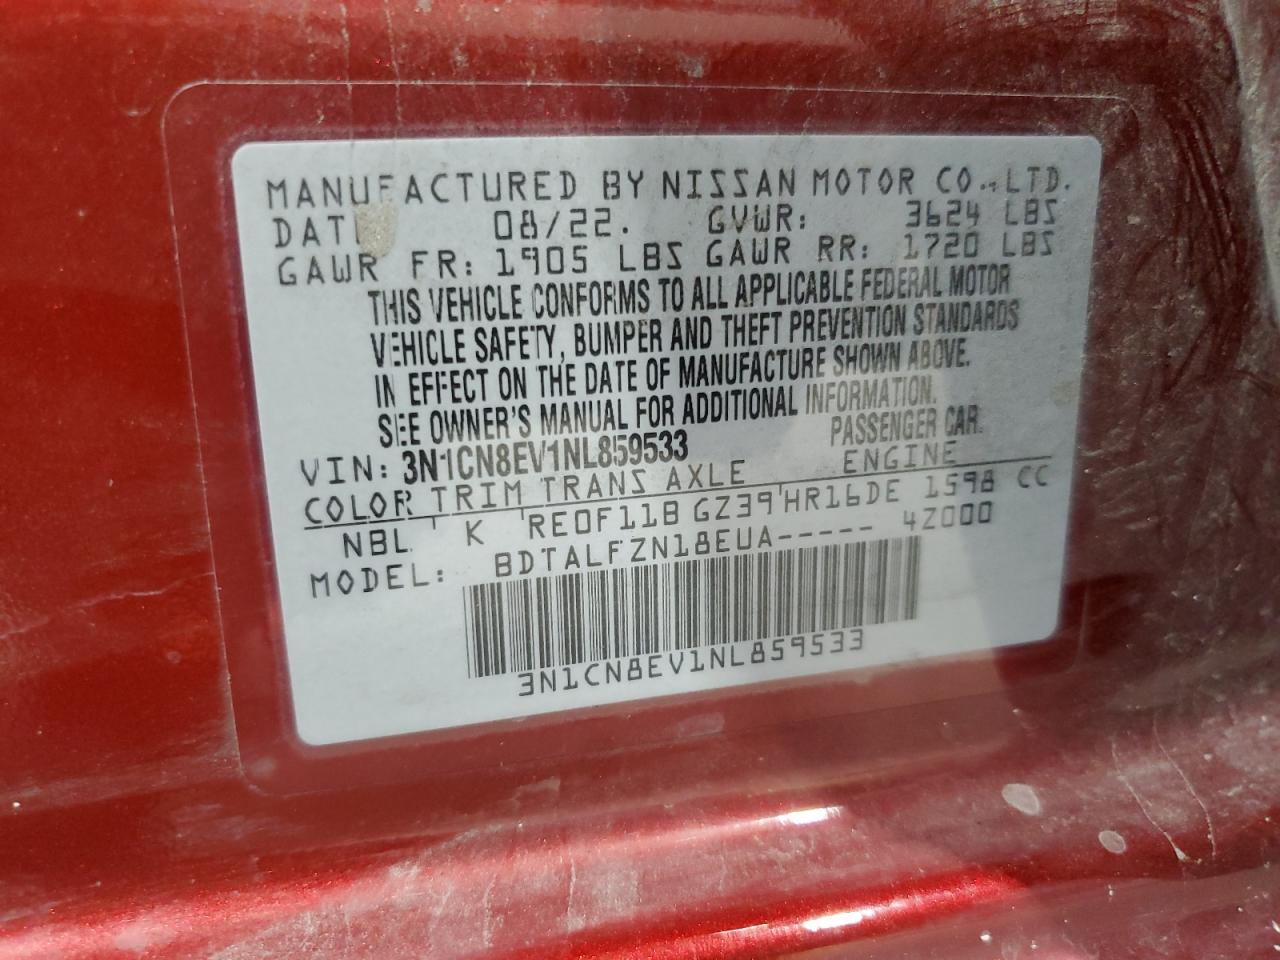 MANUFACTURED BY NISSAN MOTOR CO., LTD.
DATE 08/22. GVWR: 3624 LBS
GAWR FR: 1905 LBS GAWR RR: 1720 LBS
THIS VEHICLE CONFORMS TO ALL APPLICABLE FEDERAL MOTOR
VEHICLE SAFETY, BUMPER AND THEFT PREVENTION STANDARDS
IN EFFECT ON THE DATE OF MANUFACTURE SHOWN ABOVE.
SEE OWNER'S MANUAL FOR ADDITIONAL INFORMATION.
VIN: 3N1CN8EV1NL859533 PASSENGER CAR.
COLOR TRIM TRANS AXLE ENGINE
NBL K RE0F11B GZ39 HR16DE 1598 CC
MODEL: BDTALFZN18EUA----- 42000
3N1CN8EV1NL859533